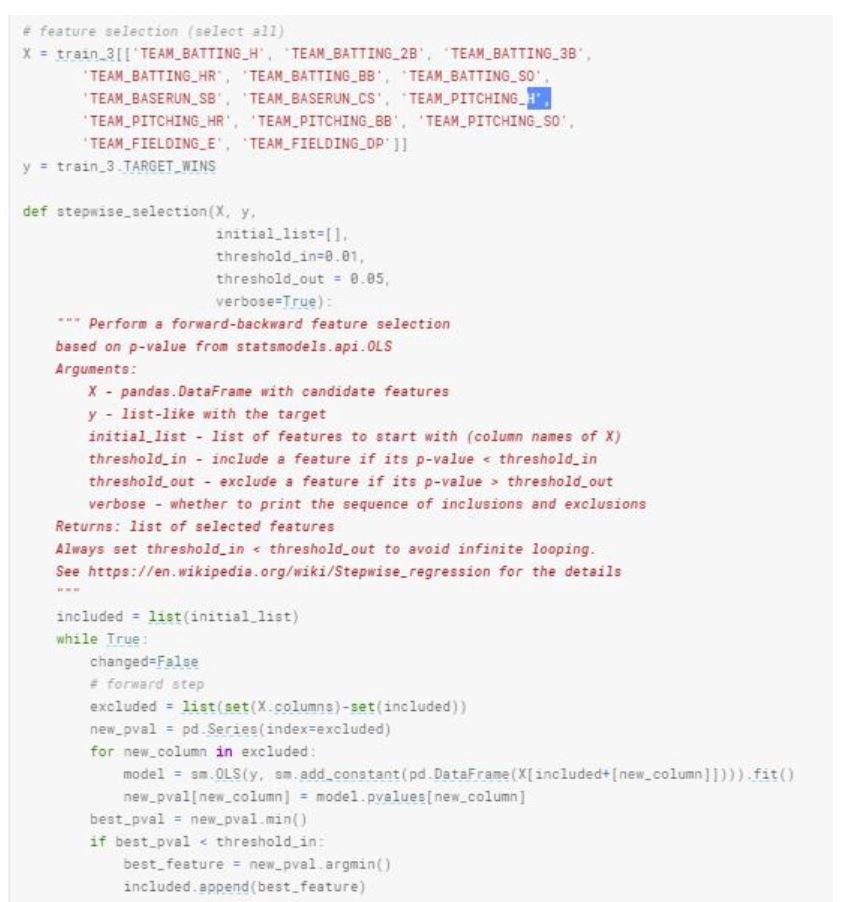 # feature selection (select all)
X = train_3[['TEAM_BATTING_H', 'TEAM_BATTING_2B', 'TEAM_BATTING_3B',
'TEAM_BATTING_HR', 'TEAM_BATTING_BB', 'TEAM_BATTING_SO',
'TEAM_BASERUN_SB', 'TEAM_BASERUN_CS', 'TEAM_PITCHING_H',
'TEAM_PITCHING_HR', 'TEAM_PITCHING_BB', 'TEAM_PITCHING_SO',
'TEAM_FIELDING_E', 'TEAM_FIELDING_DP']]
y = train_3.TARGET_WINS
def stepwise_selection(X, y,
initial_list=[],
threshold_in=0.01,
threshold_out = 0.05,
verbose=True):
""" Perform a forward-backward feature selection
based on p-value from statsmodels.api.OLS
Arguments:
X - pandas.DataFrame with candidate features
y - list-like with the target
initial_list - list of features to start with (column names of X)
threshold_in - include a feature if its p-value < threshold_in
threshold_out - exclude a feature if its p-value > threshold_out
verbose - whether to print the sequence of inclusions and exclusions
Returns: list of selected features
Always set threshold_in < threshold_out to avoid infinite looping.
See https://en.wikipedia.org/wiki/Stepwise_regression for the details
"""
included = list(initial_list)
while True:
changed=False
# forward step
excluded = list(set(X.columns)-set(included))
new_pval = pd.Series(index=excluded)
for new_column in excluded:
model = sm.OLS(y, sm.add_constant(pd.DataFrame(X[included+[new_column]]))).fit()
new_pval[new_column] = model.pvalues[new_column]
best_pval = new_pval.min()
if best_pval < threshold_in:
best_feature = new_pval.argmin()
included.append(best_feature)